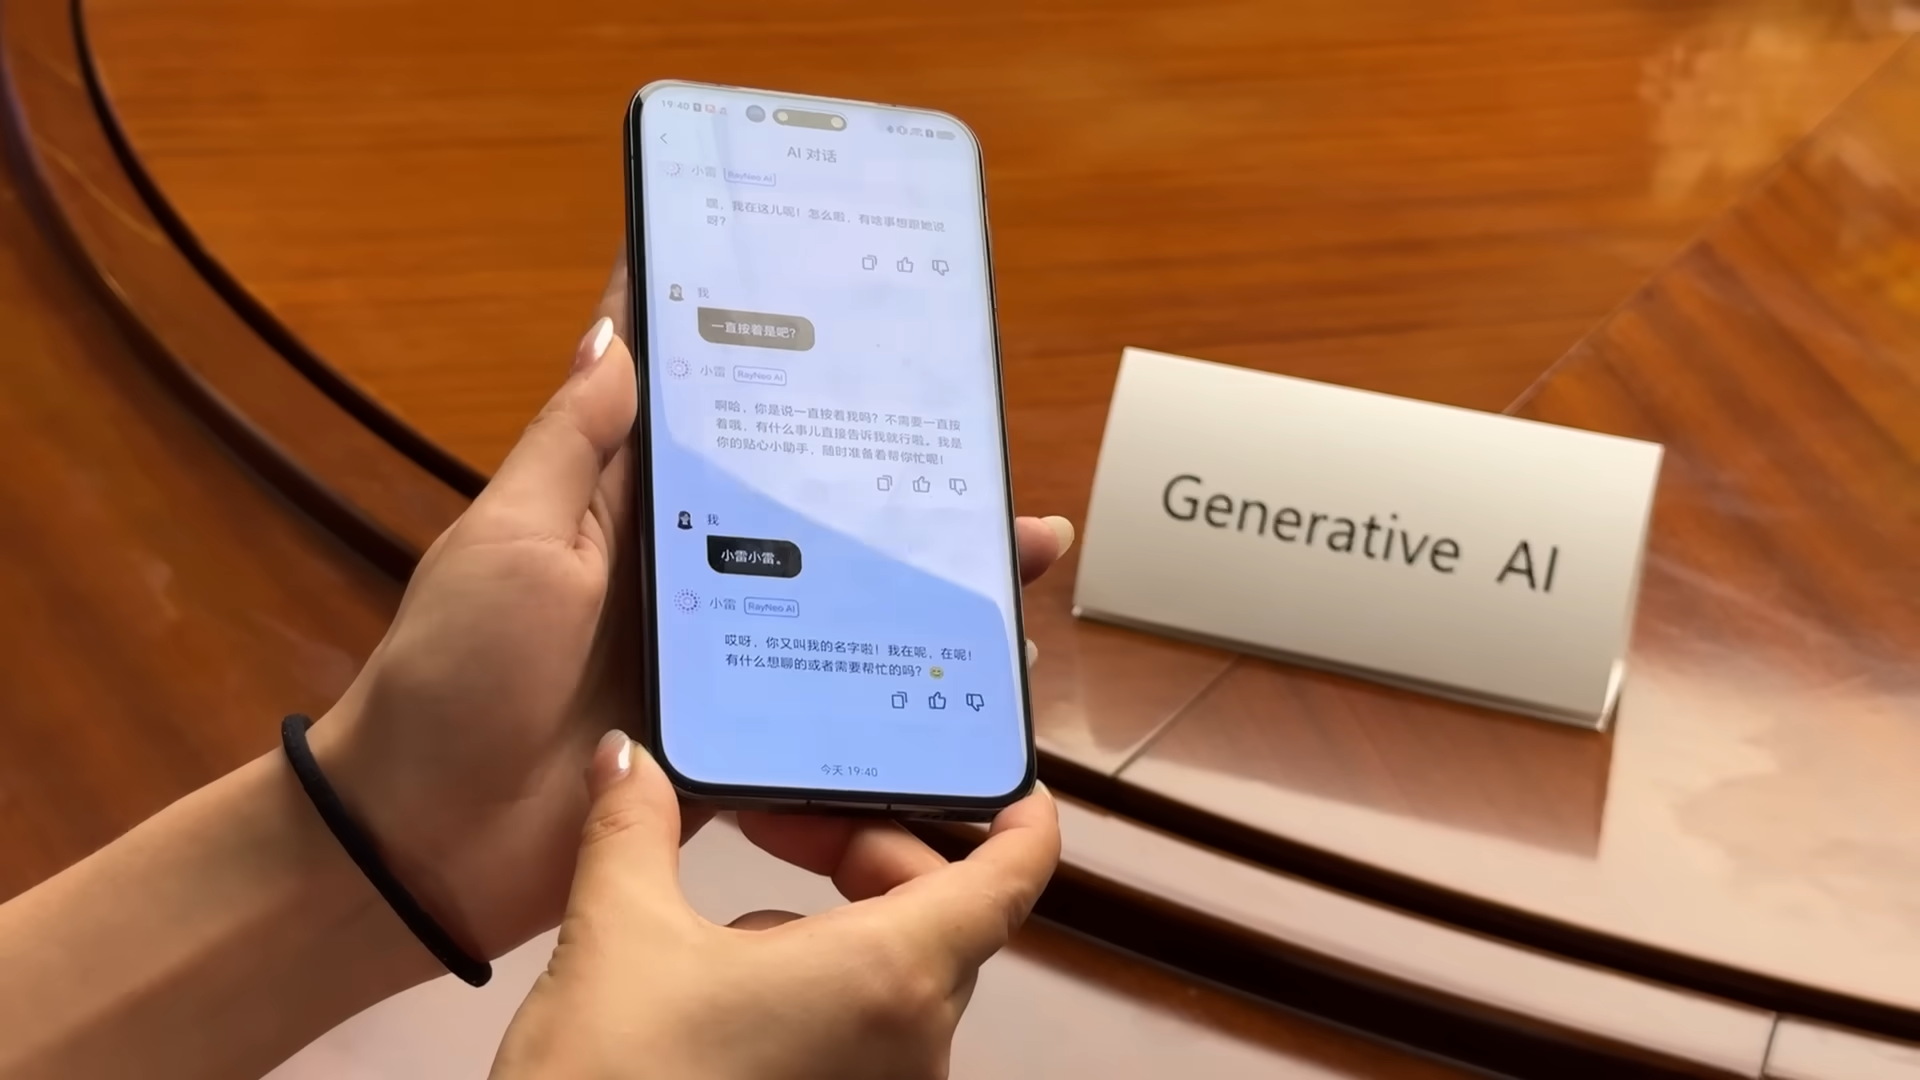 19:40
AI 对话
小雷 RayNeo AI
嘿，我在这儿呢！怎么啦，有啥事想跟她说
呀？
我
一直按着是吧？
小雷 RayNeo AI
啊哈，你是说一直按着我吗？不需要一直按
着哦，有什么事儿直接告诉我就行啦。我是
你的贴心小助手，随时准备着帮你忙呢！
我
小雷小雷。
小雷 RayNeo AI
哎呀，你又叫我的名字啦！我在呢，在呢！
有什么想聊的或者需要帮忙的吗？😊
今天 19:40
Generative AI